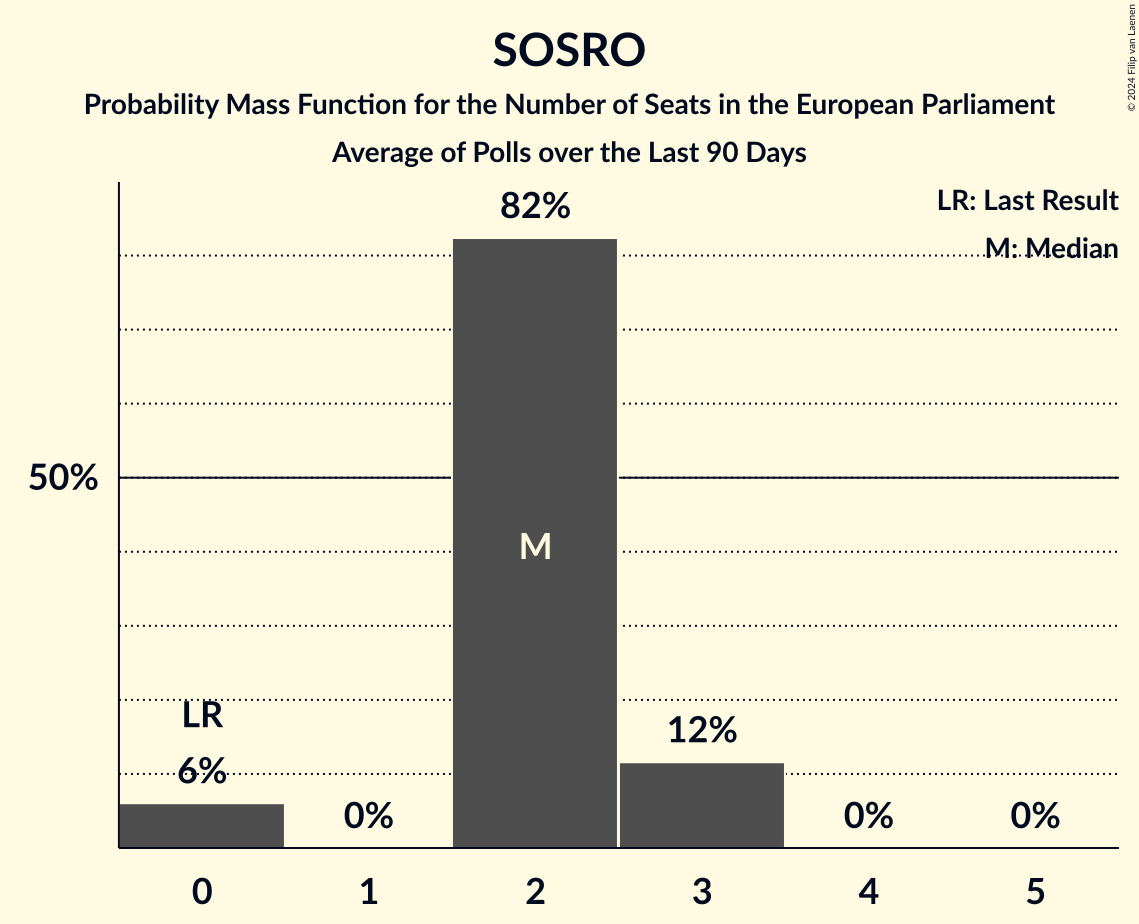 SOSRO
Probability Mass Function for the Number of Seats in the European Parliament
Average of Polls over the Last 90 Days
© 2024 Filip van Laenen
LR: Last Result
M: Median
82%
50%
M
LR
6%
0%
12%
0%
0%
0 1 2 3 4 5